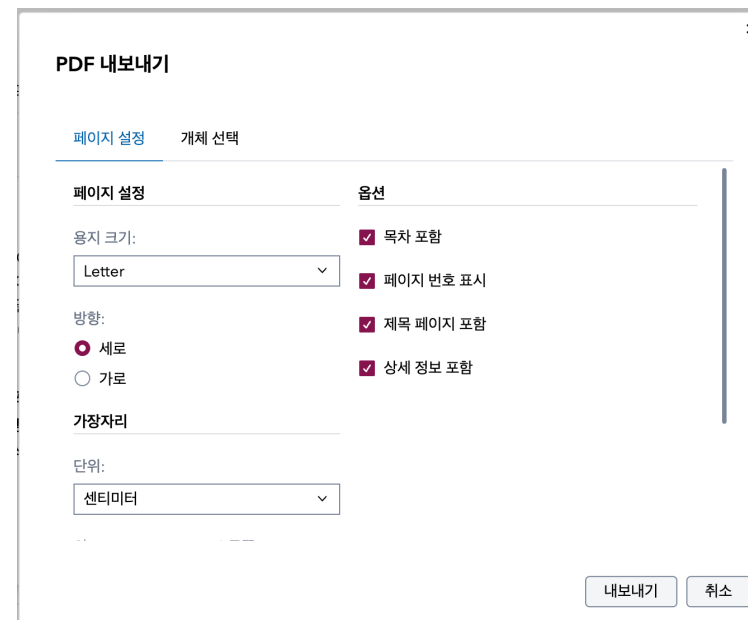 PDF 내보내기
페이지 설정
개체 선택
페이지 설정
용지 크기:
Letter
방향:
세로
가로
가장자리
단위:
센티미터
옵션
목차 포함
페이지 번호 표시
제목 페이지 포함
상세 정보 포함
내보내기
취소